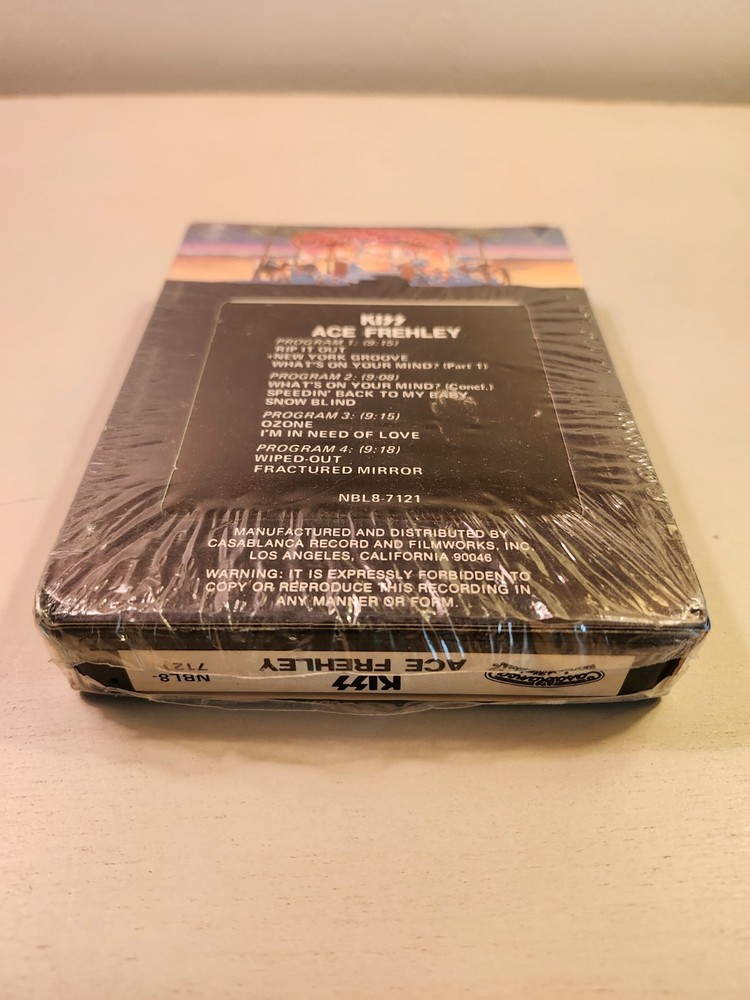 KISS
ACE FREHLEY
PROGRAM 1: (9:15)
RIP IT OUT
*NEW YORK GROOVE
WHAT'S ON YOUR MIND? (Part 1)
PROGRAM 2: (9:08)
WHAT'S ON YOUR MIND? (Concl.)
SPEEDIN' BACK TO MY BABY
SNOW BLIND
PROGRAM 3: (9:15)
OZONE
I'M IN NEED OF LOVE
PROGRAM 4: (9:18)
WIPED-OUT
FRACTURED MIRROR
NBL8-7121
MANUFACTURED AND DISTRIBUTED BY
CASABLANCA RECORD AND FILMWORKS, INC.
LOS ANGELES, CALIFORNIA 90046
WARNING: IT IS EXPRESSLY FORBIDDEN TO
COPY OR REPRODUCE THIS RECORDING IN
ANY MANNER OR FORM.
Casablanca
KISS
ACE FREHLEY
NBL8-
7121